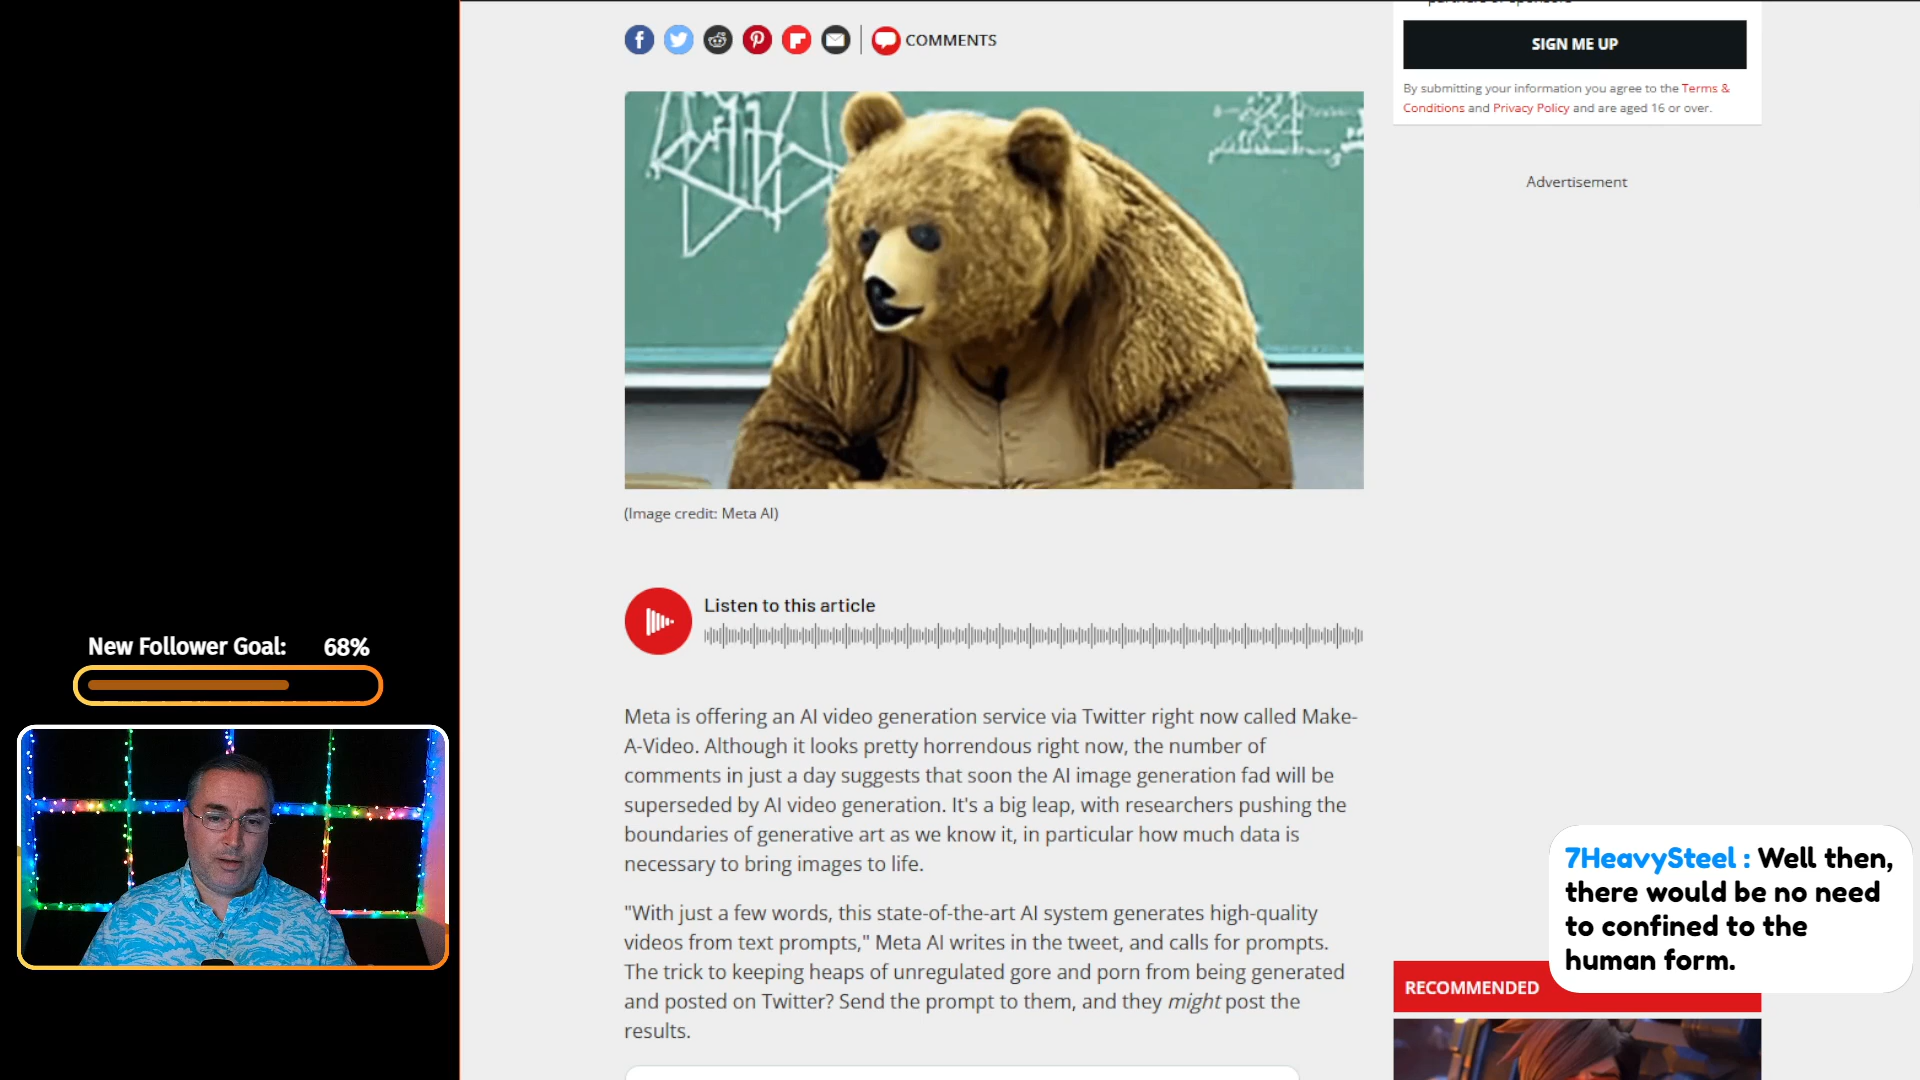 partners or sponsors
COMMENTS
SIGN ME UP
By submitting your information you agree to the Terms &
Conditions and Privacy Policy and are aged 16 or over.
Advertisement
(Image credit: Meta AI)
Listen to this article
New Follower Goal: 68%
Meta is offering an AI video generation service via Twitter right now called Make-
A-Video. Although it looks pretty horrendous right now, the number of
comments in just a day suggests that soon the AI image generation fad will be
superseded by AI video generation. It's a big leap, with researchers pushing the
boundaries of generative art as we know it, in particular how much data is
necessary to bring images to life.
"With just a few words, this state-of-the-art AI system generates high-quality
videos from text prompts," Meta AI writes in the tweet, and calls for prompts.
The trick to keeping heaps of unregulated gore and porn from being generated
and posted on Twitter? Send the prompt to them, and they might post the
results.
7HeavySteel : Well then,
there would be no need
to confined to the
human form.
RECOMMENDED